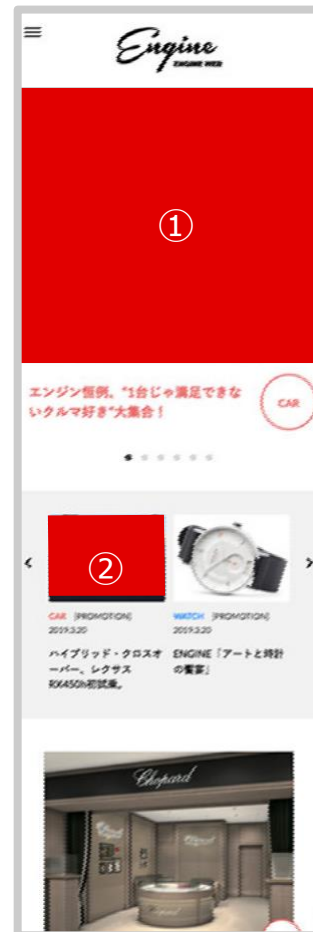 Engine
ENGINE WEB
①
エンジン恒例、“1台じゃ満足できな
いクルマ好き”大集合！
CAR
②
CAR [PROMOTION]
2019.3.20
ハイブリッド・クロスオ
ーバー、レクサス
RX450h初試乗。
WATCH [PROMOTION]
2019.3.20
ENGINE「アートと時計
の饗宴」
Chopard